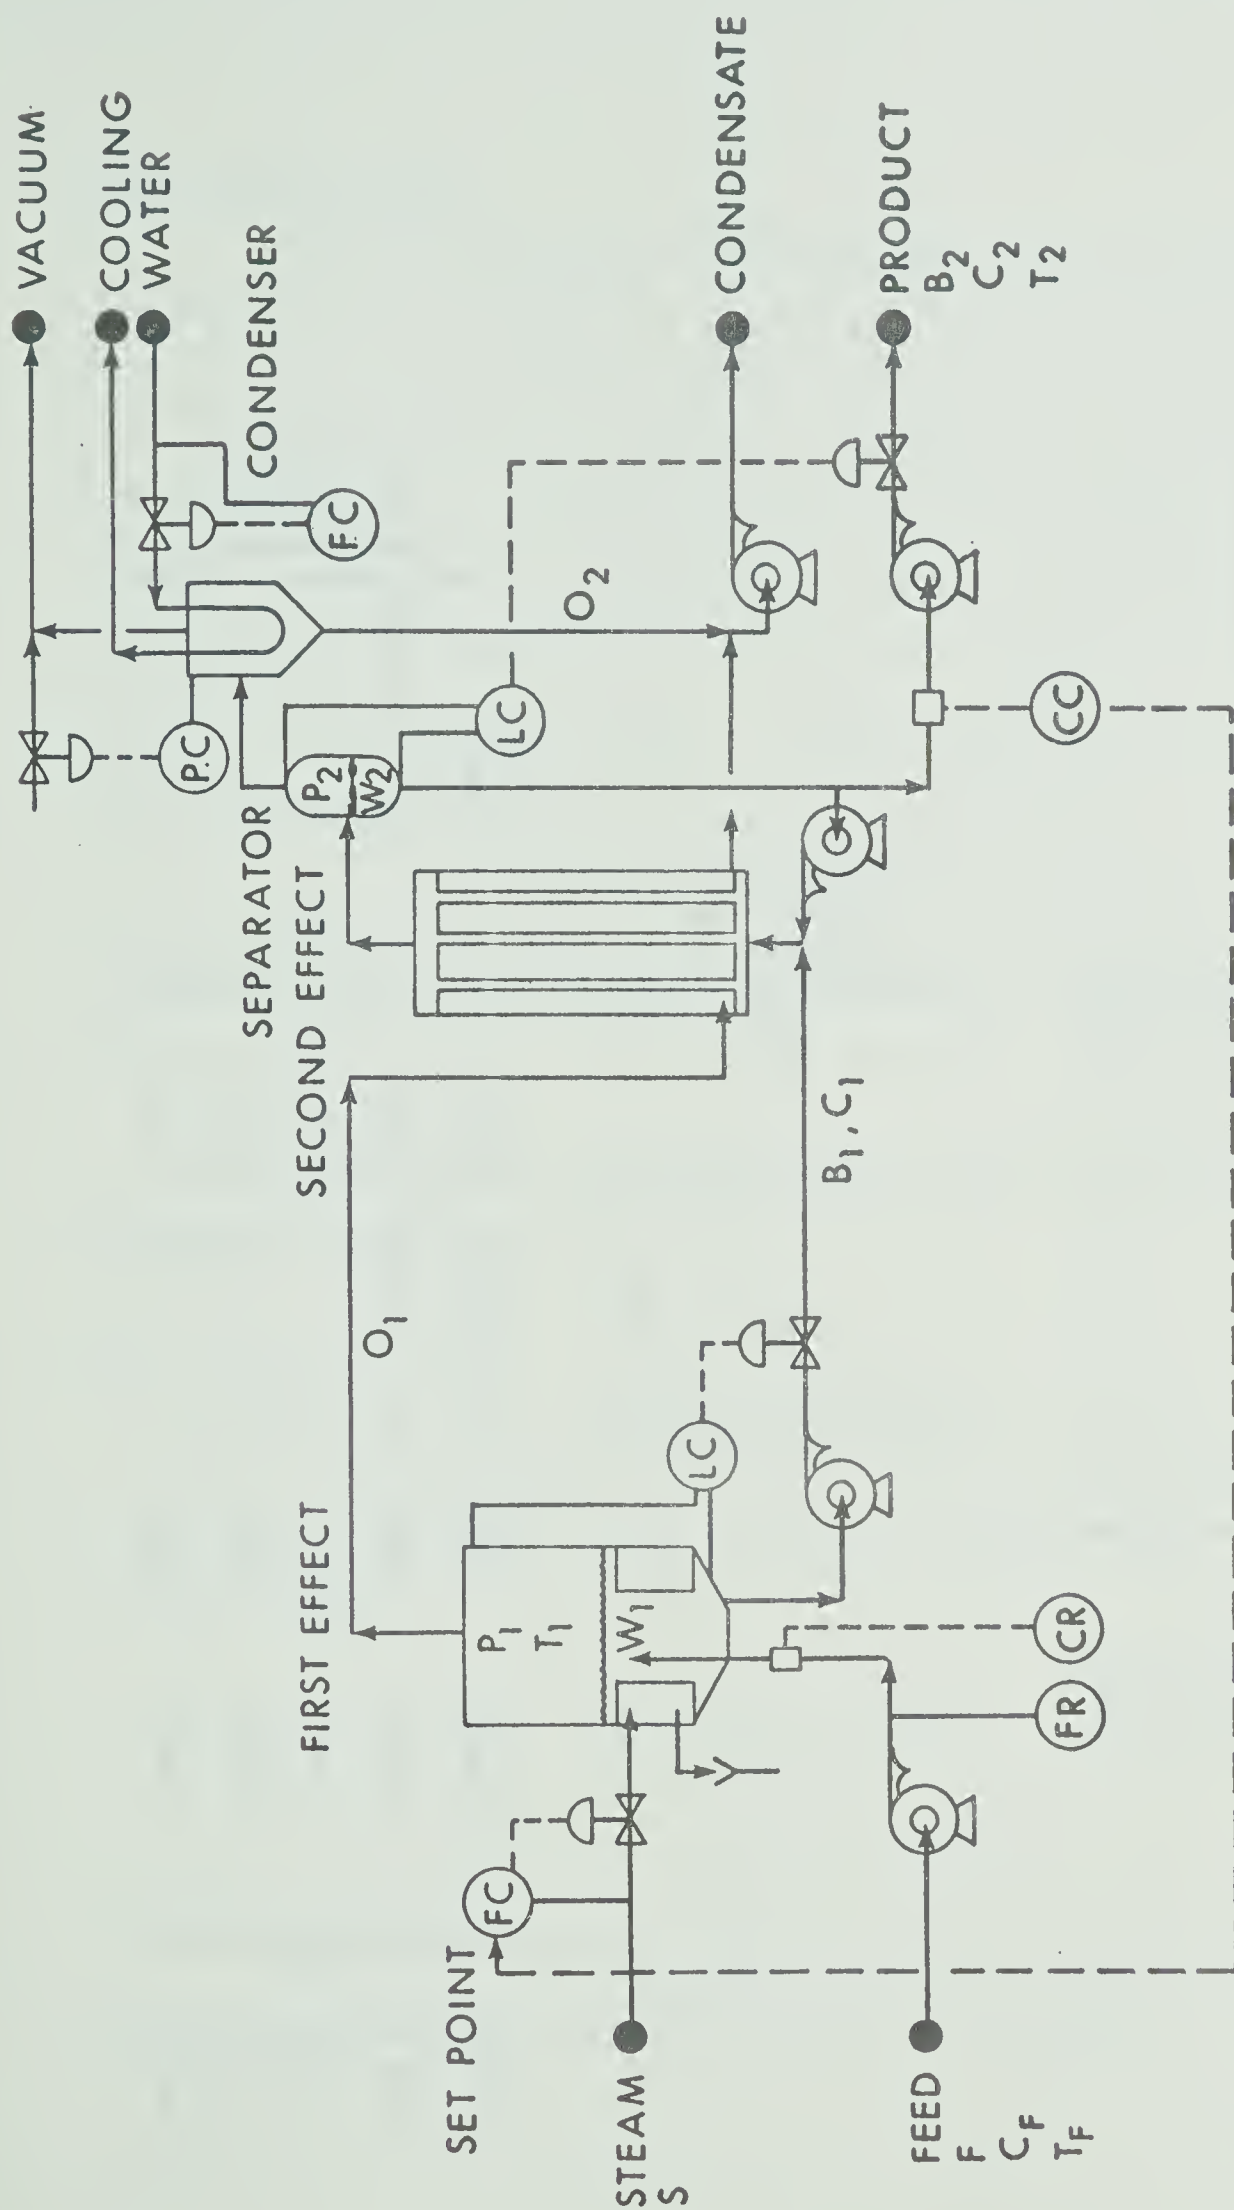 VACUUM
COOLING
WATER
CONDENSER
CONDENSATE
PRODUCT
B2
C2
T2
FC
PC
O2
LC
CC
P2
W2
SEPARATOR
SECOND EFFECT
O1
B1, C1
FIRST EFFECT
P1
T1
W1
LC
CR
FR
FC
SET POINT
STEAM
S
FEED
F
CF
TF